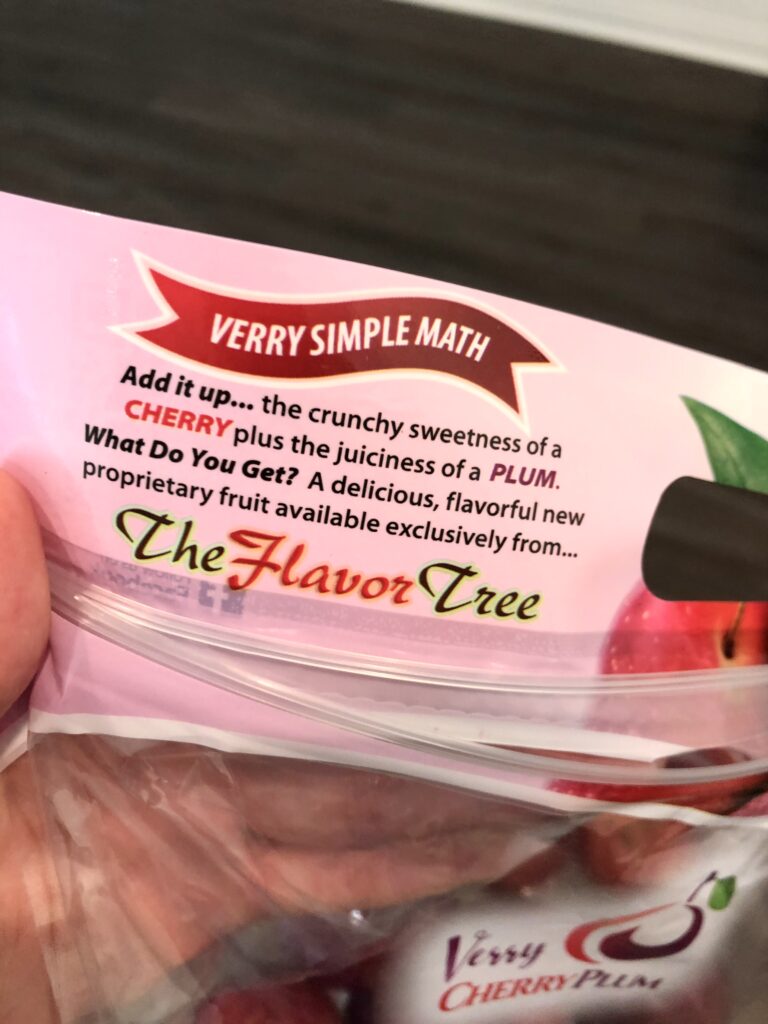 VERRY SIMPLE MATH
Add it up... the crunchy sweetness of a
CHERRY plus the juiciness of a PLUM.
What Do You Get? A delicious, flavorful new
proprietary fruit available exclusively from...
The Flavor Tree
Verry
CHERRY PLUM